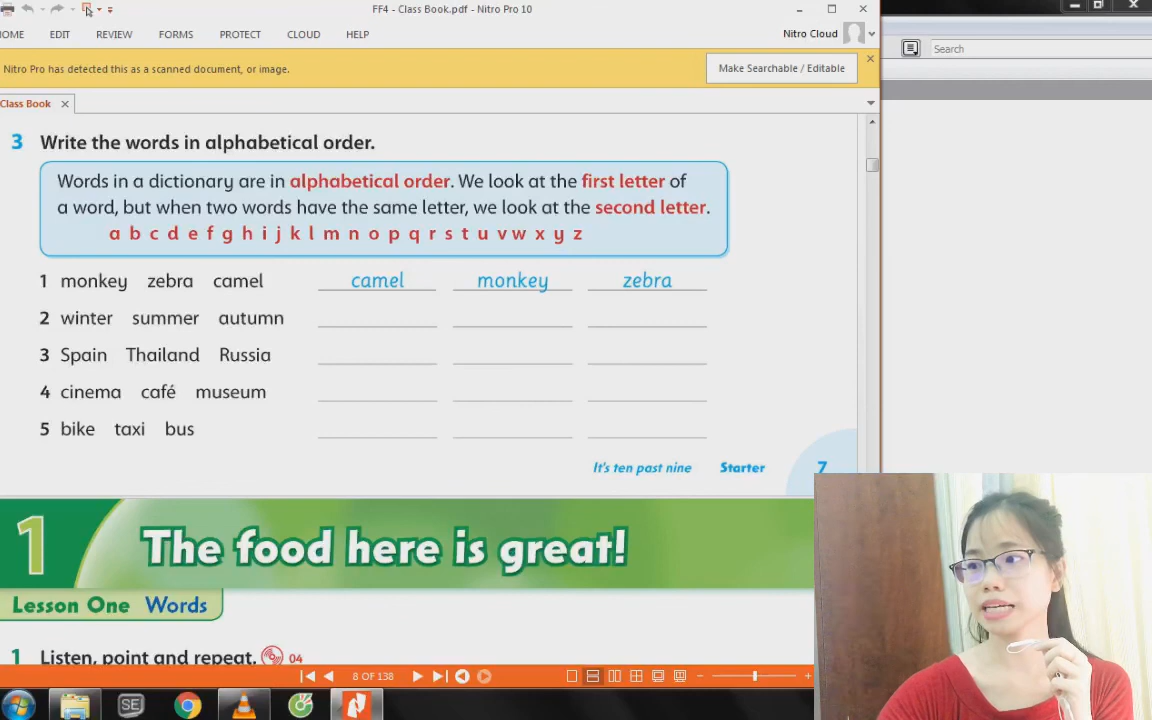 FF4 - Class Book.pdf - Nitro Pro 10
OME EDIT REVIEW FORMS PROTECT CLOUD HELP Nitro Cloud
Search
Nitro Pro has detected this as a scanned document, or image. Make Searchable / Editable
Class Book
3 Write the words in alphabetical order.
Words in a dictionary are in alphabetical order. We look at the first letter of
a word, but when two words have the same letter, we look at the second letter.
a b c d e f g h i j k l m n o p q r s t u v w x y z
1 monkey zebra camel camel monkey zebra
2 winter summer autumn
3 Spain Thailand Russia
4 cinema café museum
5 bike taxi bus
It's ten past nine Starter 7
1 The food here is great!
Lesson One Words
1 Listen, point and repeat. 04
8 OF 138
SE